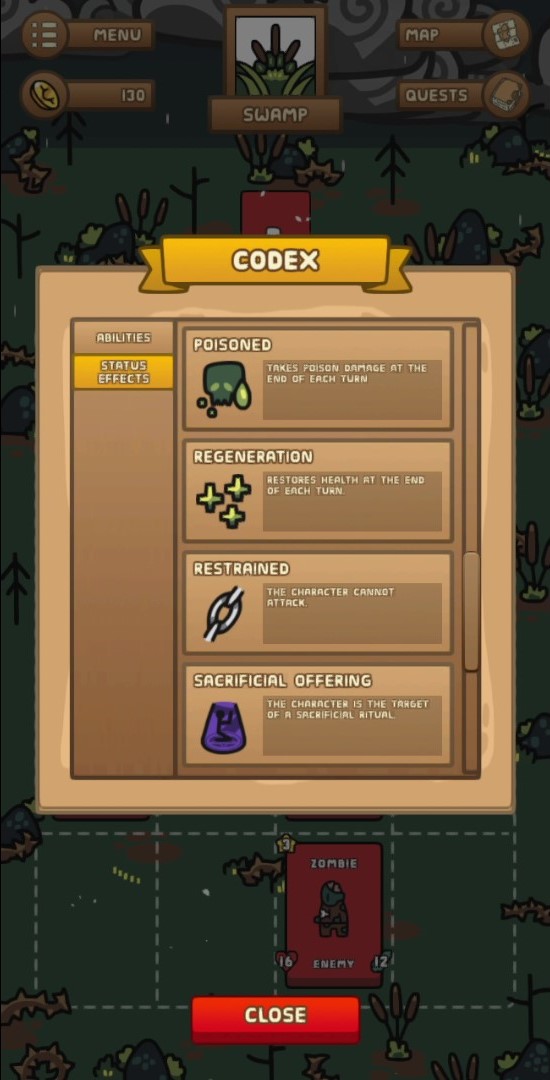 MENU
MAP
130
QUESTS
SWAMP
CODEX
ABILITIES
STATUS
EFFECTS
POISONED
TAKES POISON DAMAGE AT THE
END OF EACH TURN
REGENERATION
RESTORES HEALTH AT THE END
OF EACH TURN.
RESTRAINED
THE CHARACTER CANNOT
ATTACK.
SACRIFICIAL OFFERING
THE CHARACTER IS THE TARGET
OF A SACRIFICIAL RITUAL.
3
ZOMBIE
16
ENEMY
12
CLOSE